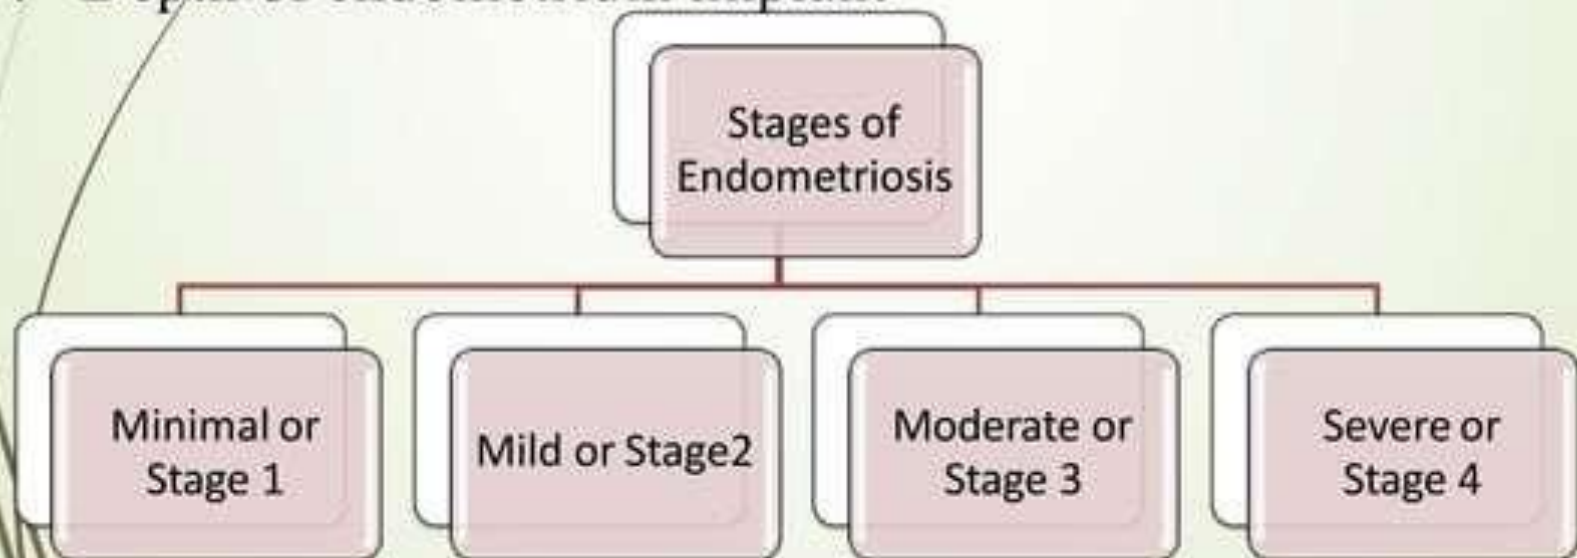 Stages of
Endometriosis
Minimal or
Stage 1
Mild or Stage2
Moderate or
Stage 3
Severe or
Stage 4